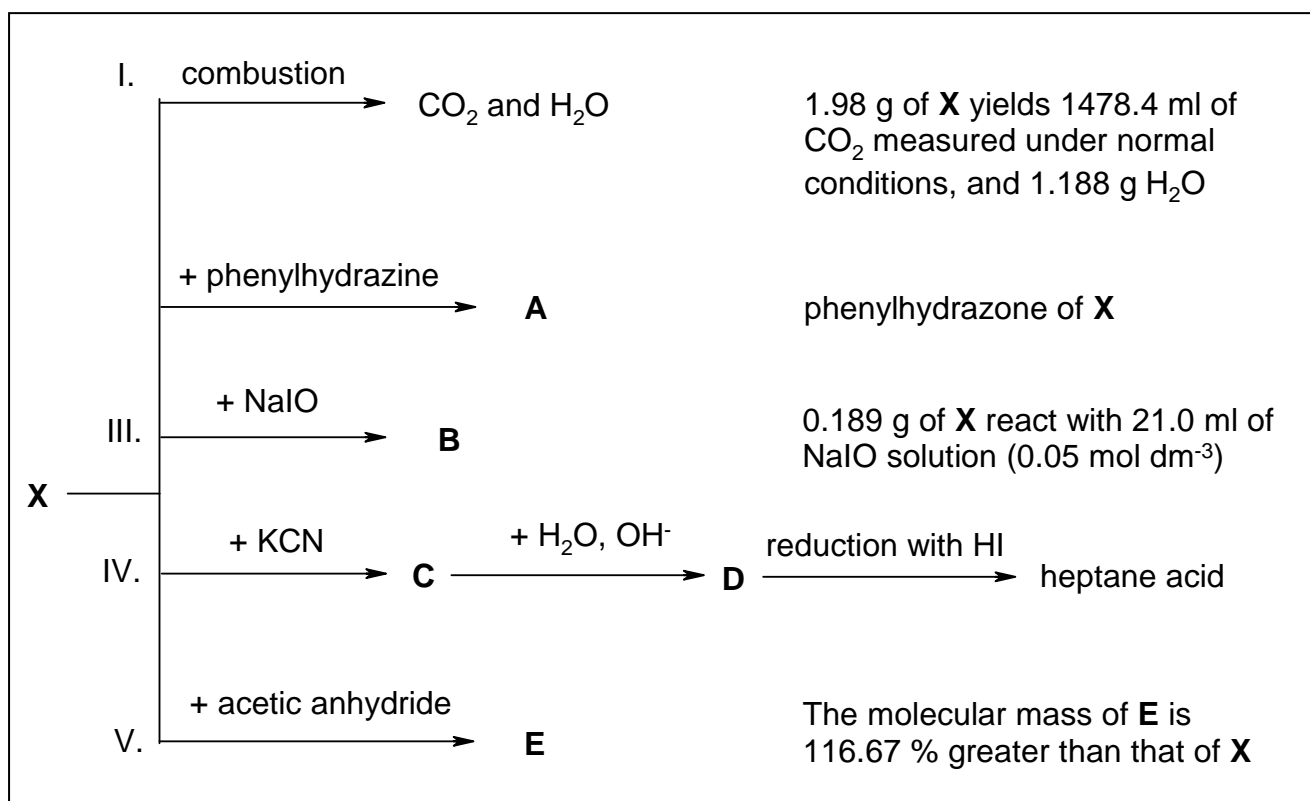 I. combustion
CO₂ and H₂O
1.98 g of X yields 1478.4 ml of
CO₂ measured under normal
conditions, and 1.188 g H₂O
+ phenylhydrazine
A
phenylhydrazone of X
III. + NaIO
B
0.189 g of X react with 21.0 ml of
NaIO solution (0.05 mol dm⁻³)
X
IV. + KCN
C
+ H₂O, OH⁻
D
reduction with HI
heptane acid
V. + acetic anhydride
E
The molecular mass of E is
116.67 % greater than that of X